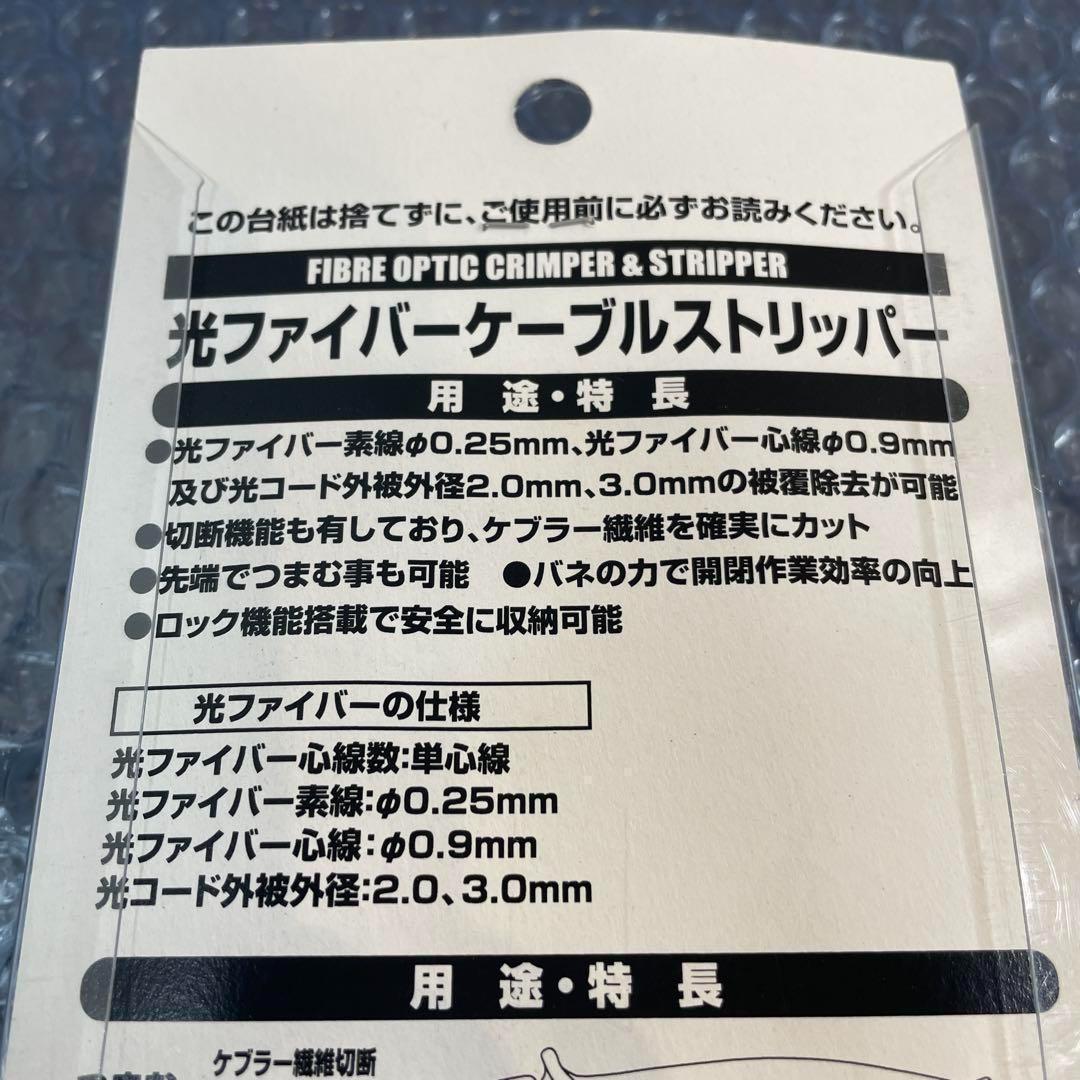 この台紙は捨てずに、ご使用前に必ずお読みください。
FIBRE OPTIC CRIMPER & STRIPPER
光ファイバーケーブルストリッパー
用 途・特 長
●光ファイバー素線φ0.25mm、光ファイバー心線φ0.9mm
及び光コード外被外径2.0mm、3.0mmの被覆除去が可能
●切断機能も有しており、ケブラー繊維を確実にカット
●先端でつまむ事も可能 ●バネの力で開閉作業効率の向上
●ロック機能搭載で安全に収納可能
光ファイバーの仕様
光ファイバー心線数:単心線
光ファイバー素線:φ0.25mm
光ファイバー心線:φ0.9mm
光コード外被外径:2.0、3.0mm
用 途・特 長
ケブラー繊維切断